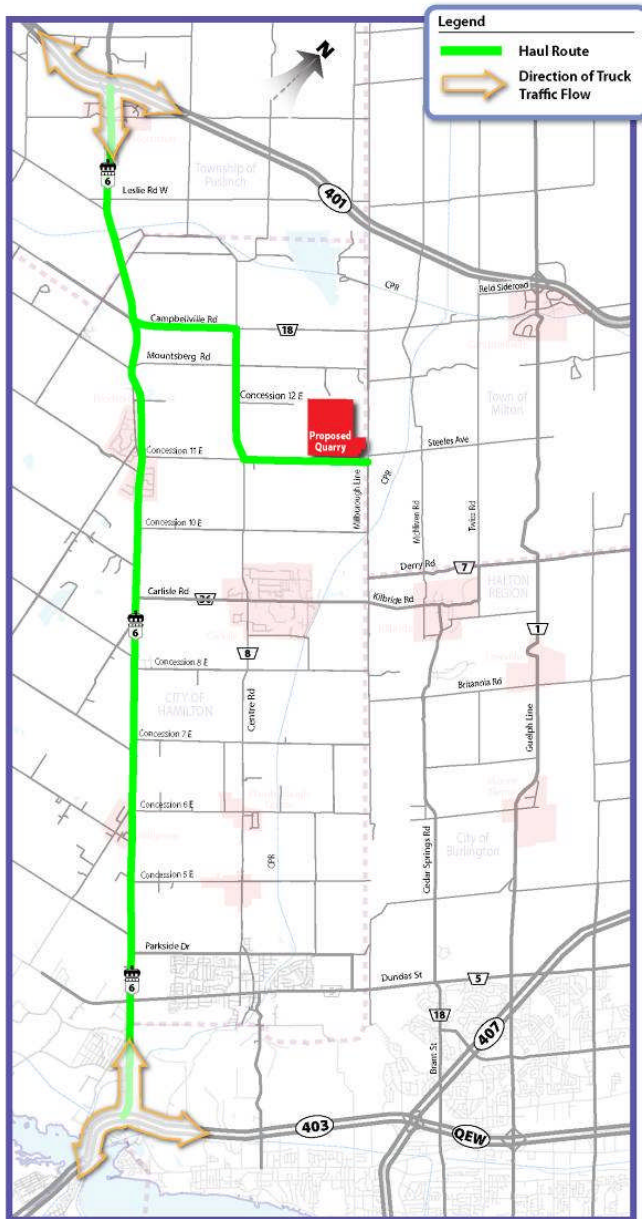 Legend
Haul Route
Direction of Truck
Traffic Flow
N
6
Leslie Rd W
Township of
Puslinch
401
CPR
Reid Sideroad
Campbellville Rd
18
Mountsberg Rd
Concession 12 E
Proposed
Quarry
Town of
Milton
Concession 11 E
Steeles Ave
Milborough Line
CPR
McNiven Rd
Twiss Rd
Concession 10 E
Derry Rd
7
HALTON
REGION
Carlisle Rd
Kilbride Rd
6
8
1
Concession 8 E
CITY OF
HAMILTON
Centre Rd
Britannia Rd
Guelph Line
Concession 7 E
Concession 6 E
Cedar Springs Rd
City of
Burlington
CPR
Concession 5 E
Parkside Dr
6
Dundas St
5
18
Brant St
407
403
QEW